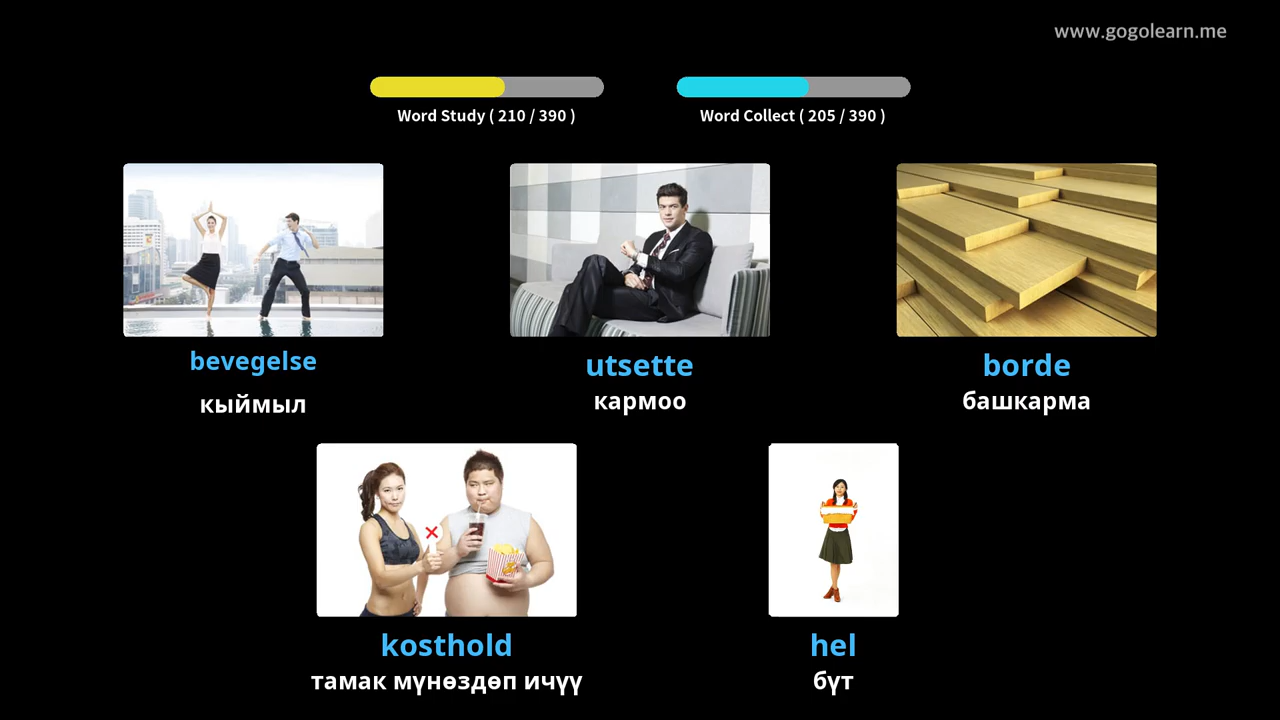 www.gogolearn.me
Word Study ( 210 / 390 )
Word Collect ( 205 / 390 )
bevegelse
кыймыл
utsette
кармоо
borde
башкарма
kosthold
тамак мүнөздөп ичүү
hel
бүт